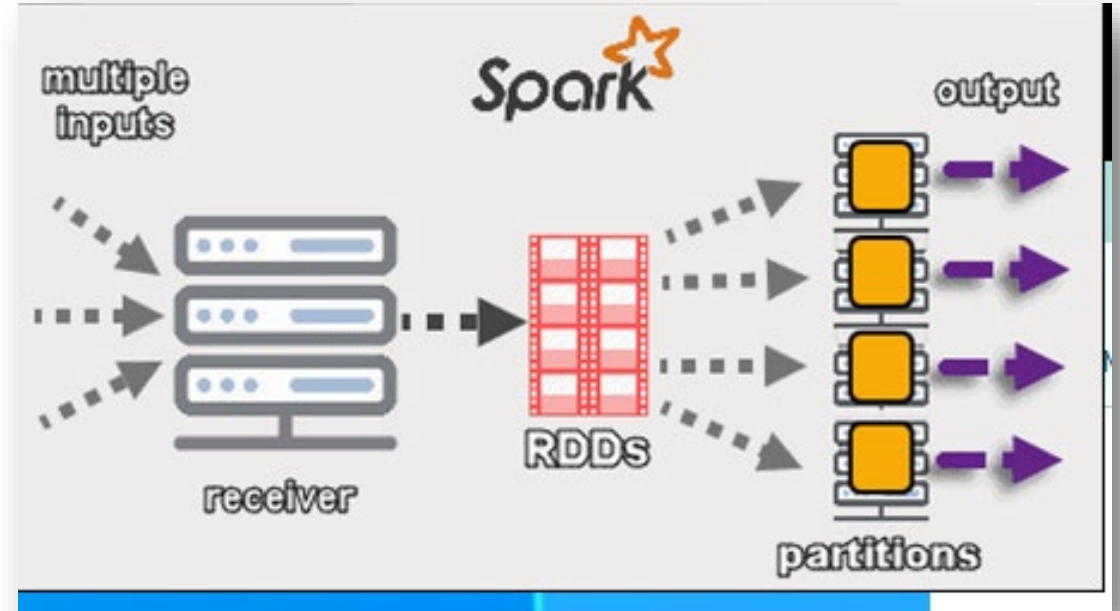 multiple
inputs
Spark
output
receiver
RDDs
partitions